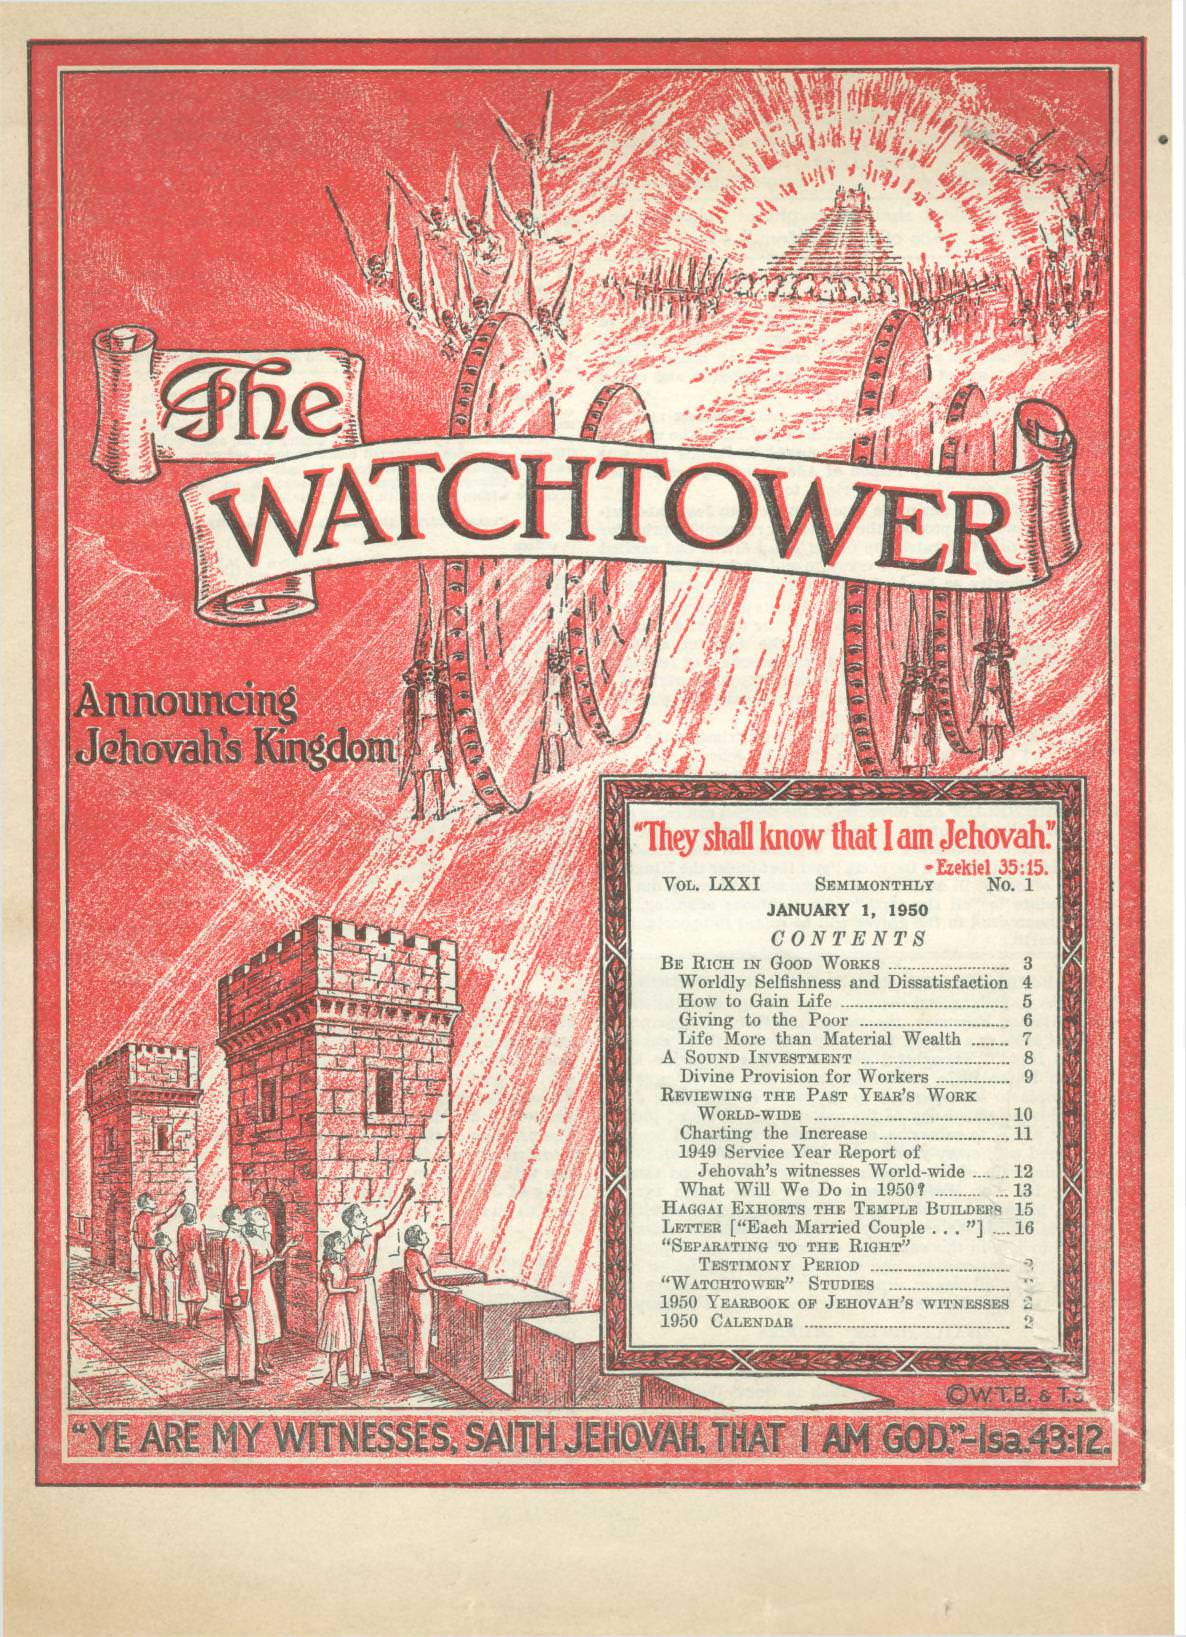 The
WATCHTOWER
Announcing
Jehovah's Kingdom
"They shall know that I am Jehovah."
-Ezekiel 35:15.
VOL. LXXI SEMIMONTHLY No. 1
JANUARY 1, 1950
CONTENTS
BE RICH IN GOOD WORKS ........................ 3
Worldly Selfishness and Dissatisfaction 4
How to Gain Life .................................. 5
Giving to the Poor .............................. 6
Life More than Material Wealth ........ 7
A SOUND INVESTMENT .............................. 8
Divine Provision for Workers ............... 9
REVIEWING THE PAST YEAR'S WORK
WORLD-WIDE ....................................... 10
Charting the Increase .......................... 11
1949 Service Year Report of
Jehovah's witnesses World-wide ....... 12
What Will We Do in 1950? ............... 13
HAGGAI EXHORTS THE TEMPLE BUILDERS 15
LETTER ["Each Married Couple . . . "] .... 16
"SEPARATING TO THE RIGHT"
TESTIMONY PERIOD ............................
"WATCHTOWER" STUDIES ........................
1950 YEARBOOK OF JEHOVAH'S WITNESSES 2
1950 CALENDAR ......................................... 2
©W.T.B. & T.S.
"YE ARE MY WITNESSES, SAITH JEHOVAH, THAT I AM GOD."-Isa.43:12.